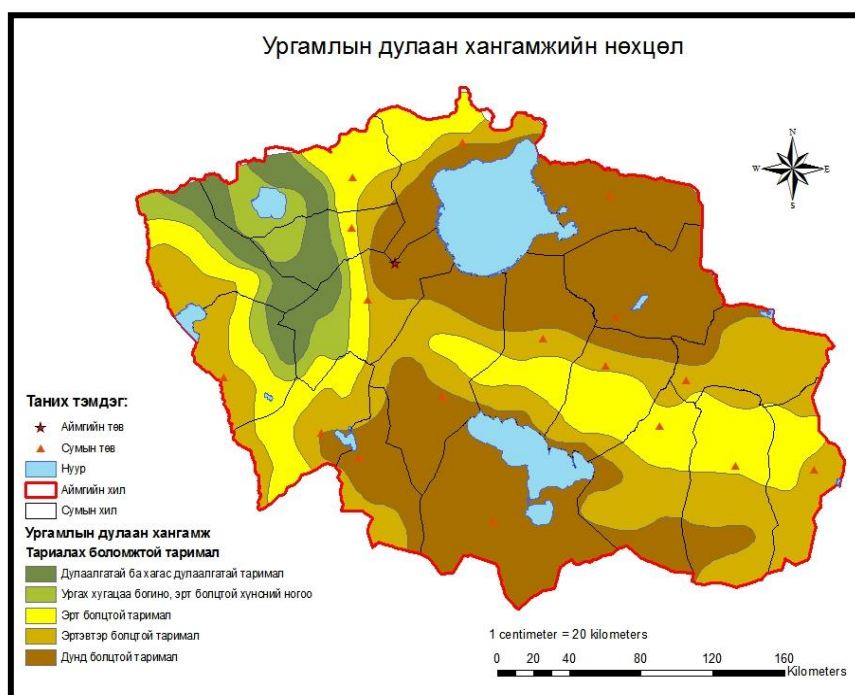 Ургамлын дулаан хангамжийн нөхцөл
N
W E
S
Таних тэмдэг:
Аймгийн төв
Сумын төв
Нуур
Аймгийн хил
Сумын хил
Ургамлын дулаан хангамж
Тариалах боломжтой таримал
Дулаалгатай ба хагас дулаалгатай таримал
Ургах хугацаа богино, эрт болцтой хүнсний ногоо
Эрт болцтой таримал
Эртэвтэр болцтой таримал
Дунд болцтой таримал
1 centimeter = 20 kilometers
0 20 40 80 120 160
Kilometers